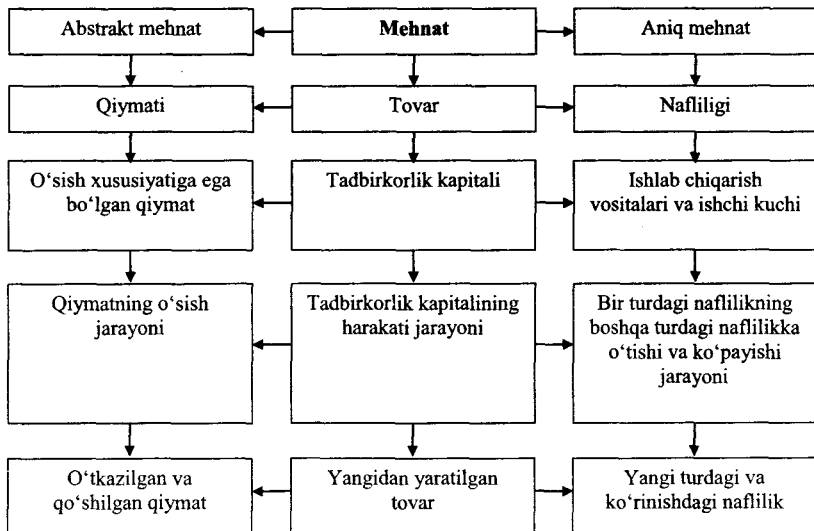 Abstrakt mehnat
Mehnat
Aniq mehnat
Qiymati
Tovar
Nafliligi
O‘sish xususiyatiga ega
bo‘lgan qiymat
Tadbirkorlik kapitali
Ishlab chiqarish
vositalari va ishchi kuchi
Qiymatning o‘sish
jarayoni
Tadbirkorlik kapitalining
harakati jarayoni
Bir turdagi naflilikning
boshqa turdagi naflilikka
o‘tishi va ko‘payishi
jarayoni
O‘tkazilgan va
qo‘shilgan qiymat
Yangidan yaratilgan
tovar
Yangi turdagi va
ko‘rinishdagi naflilik